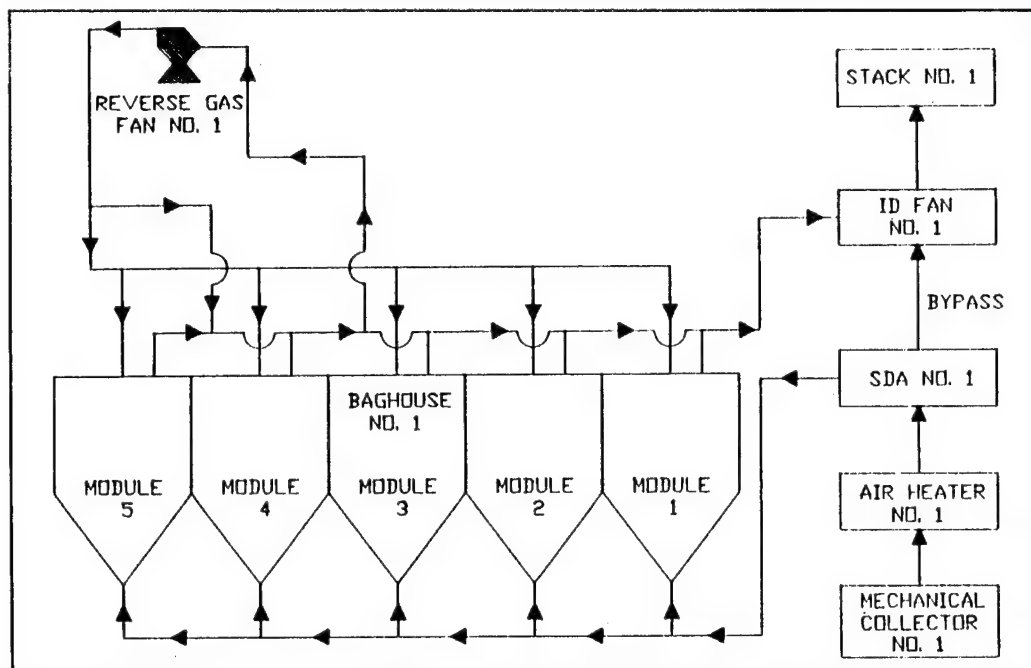 REVERSE GAS
FAN NO. 1
STACK NO. 1
ID FAN
NO. 1
BYPASS
SDA NO. 1
BAGHOUSE
NO. 1
MODULE
5
MODULE
4
MODULE
3
MODULE
2
MODULE
1
AIR HEATER
NO. 1
MECHANICAL
COLLECTOR
NO. 1